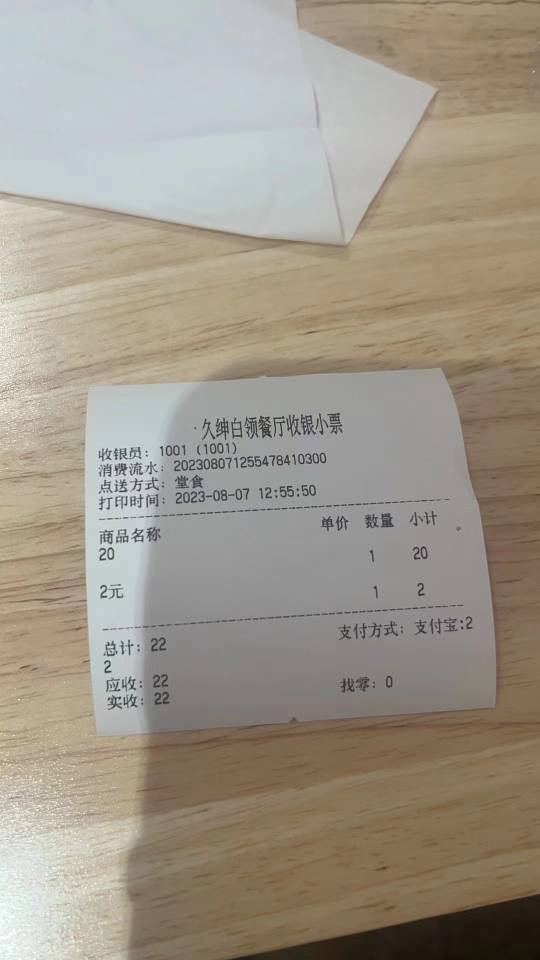 久绅白领餐厅收银小票
收银员: 1001 (1001)
消费流水: 202308071255478410300
点送方式: 堂食
打印时间: 2023-08-07 12:55:50
商品名称 单价 数量 小计
20 1 20
2元 1 2
总计: 22 支付方式: 支付宝:2
2
应收: 22
实收: 22 找零: 0